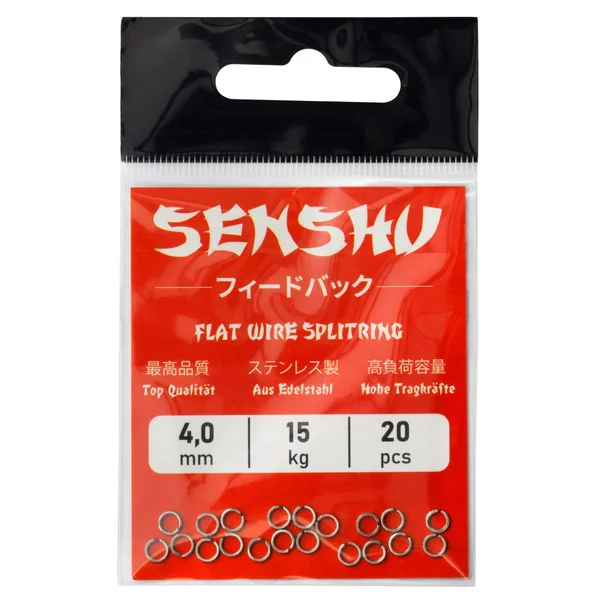 SENSHU
フィードバック
FLAT WIRE SPLITRING
最高品質 ステンレス製 高負荷容量
Top Qualität Aus Edelstahl Hohe Tragkräfte
4,0 15 20
mm kg pcs